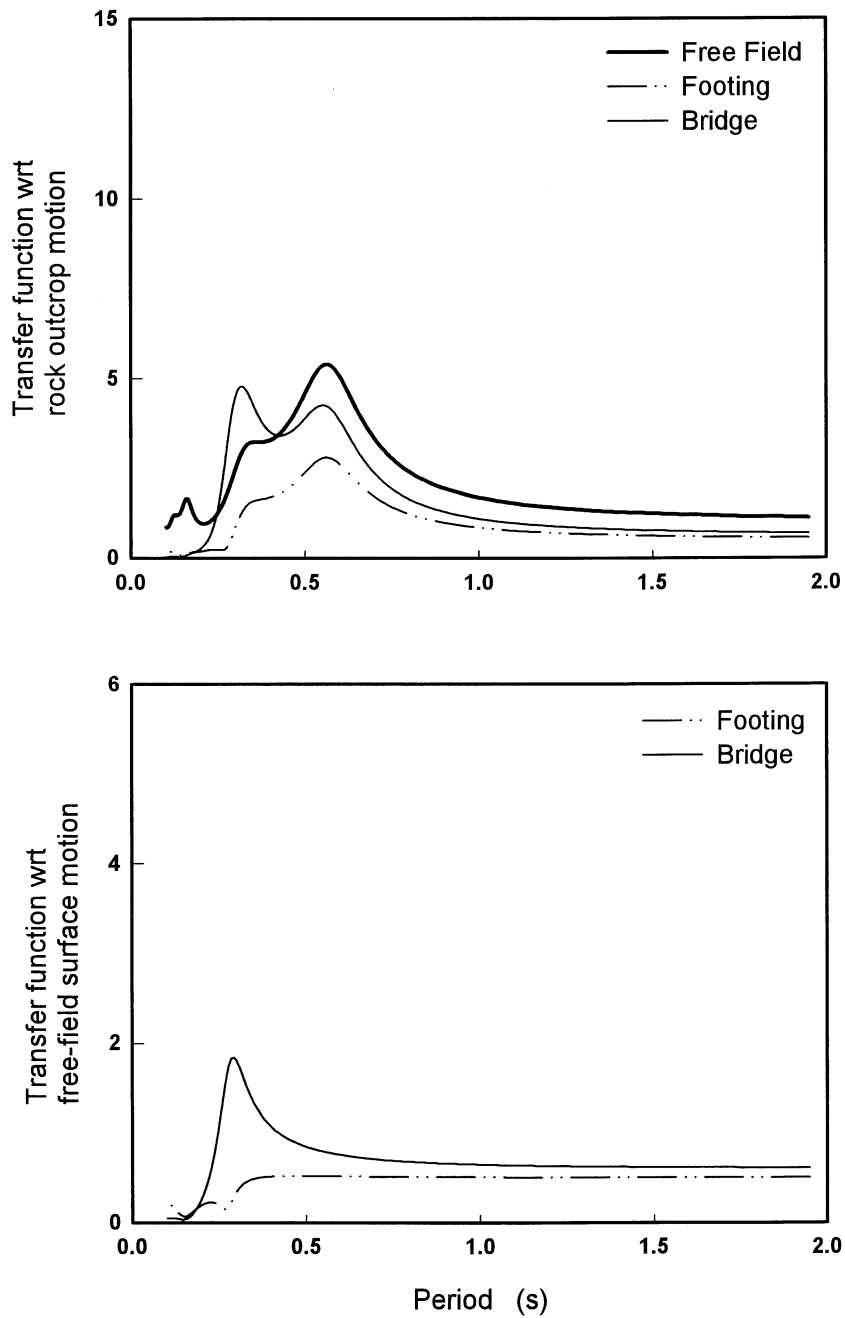 15
10
5
0
Transfer function wrt
rock outcrop motion
Free Field
Footing
Bridge
0.0 0.5 1.0 1.5 2.0
6
4
2
0
Transfer function wrt
free-field surface motion
Footing
Bridge
0.0 0.5 1.0 1.5 2.0
Period (s)